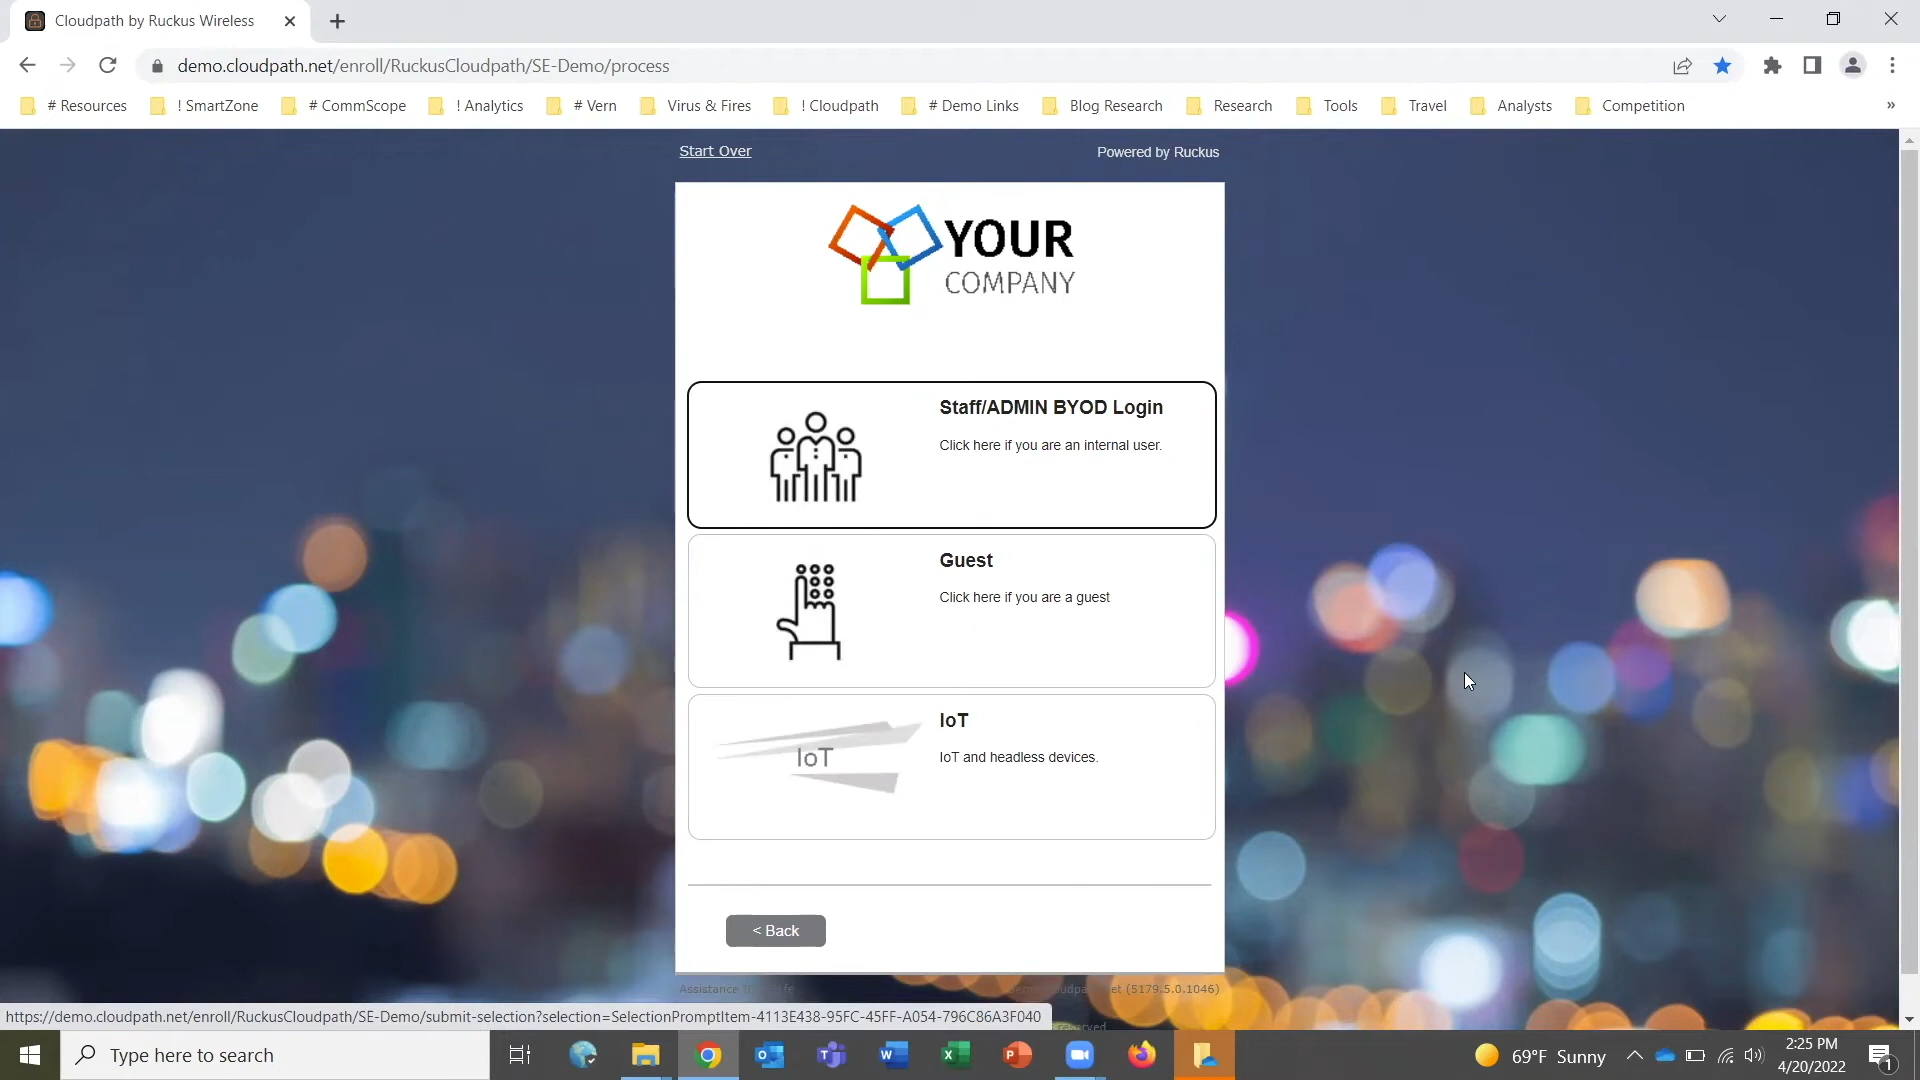 Cloudpath by Ruckus Wireless
demo.cloudpath.net/enroll/RuckusCloudpath/SE-Demo/process
# Resources
! SmartZone
# CommScope
! Analytics
# Vern
Virus & Fires
! Cloudpath
# Demo Links
Blog Research
Research
Tools
Travel
Analysts
Competition
»
Start Over
Powered by Ruckus
YOUR
COMPANY
Staff/ADMIN BYOD Login
Click here if you are an internal user.
Guest
Click here if you are a guest
IoT
IoT
IoT and headless devices.
< Back
Assistance
(5179.5.0.1046)
reserved
https://demo.cloudpath.net/enroll/RuckusCloudpath/SE-Demo/submit-selection?selection=SelectionPromptItem-4113E438-95FC-45FF-A054-796C86A3F040
Type here to search
69°F Sunny
2:25 PM
4/20/2022
1